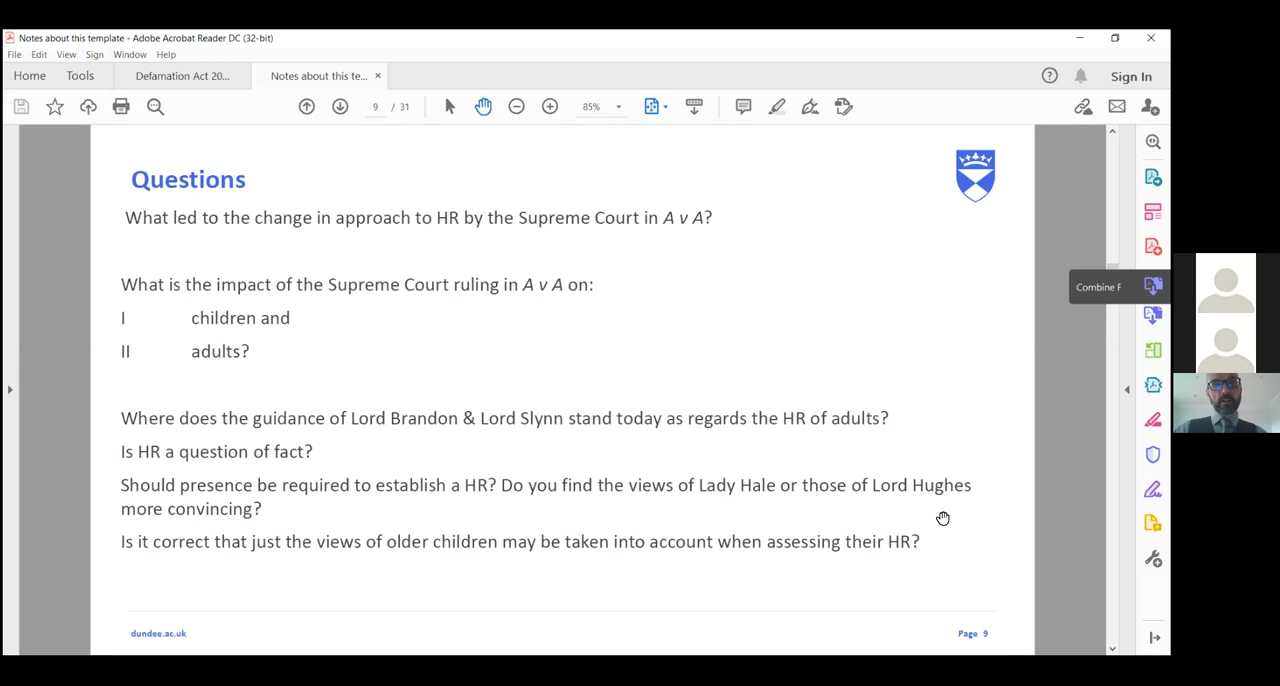 Notes about this template - Adobe Acrobat Reader DC (32-bit)
File Edit View Sign Window Help
Home Tools Defamation Act 20... Notes about this te... × Sign In
9 / 31 85%
Questions
What led to the change in approach to HR by the Supreme Court in A v A?
What is the impact of the Supreme Court ruling in A v A on:
I children and
II adults?
Where does the guidance of Lord Brandon & Lord Slynn stand today as regards the HR of adults?
Is HR a question of fact?
Should presence be required to establish a HR? Do you find the views of Lady Hale or those of Lord Hughes
more convincing?
Is it correct that just the views of older children may be taken into account when assessing their HR?
dundee.ac.uk Page 9
Combine F